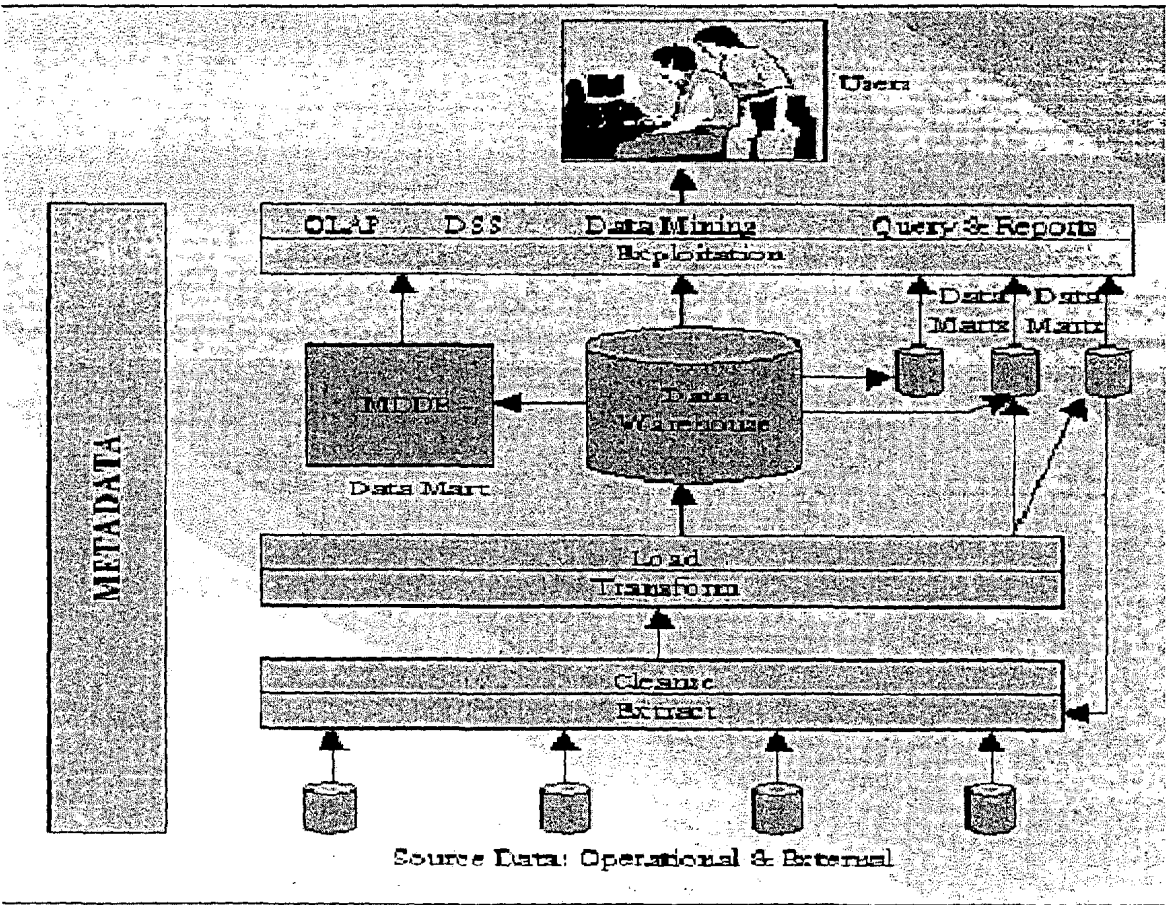 Users
OLAP DSS Data Mining Query & Reports
Exploitation
Data Data
Marts Marts
MDDB
Data
Warehouse
Data Mart
METADATA
Load
Transform
Cleanse
Extract
Source Data: Operational & External